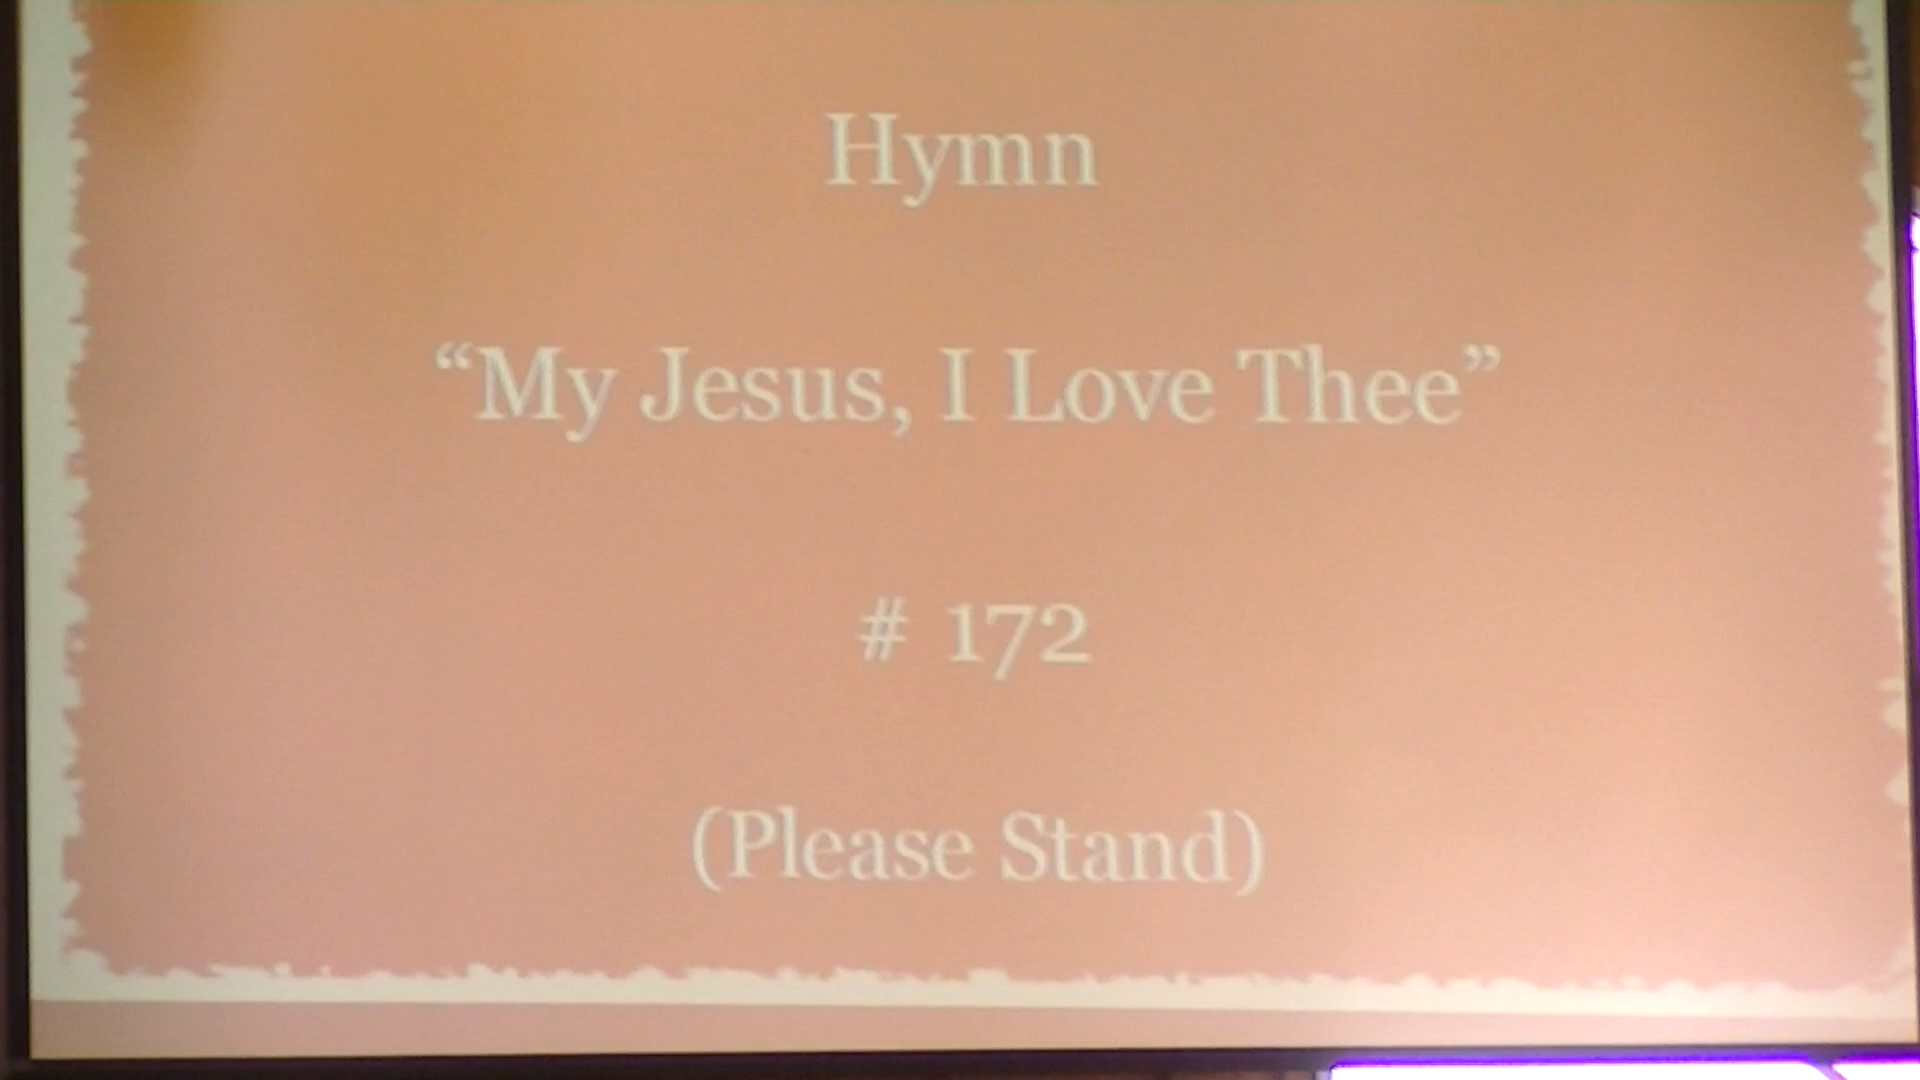 Hymn
“My Jesus, I Love Thee”
# 172
(Please Stand)